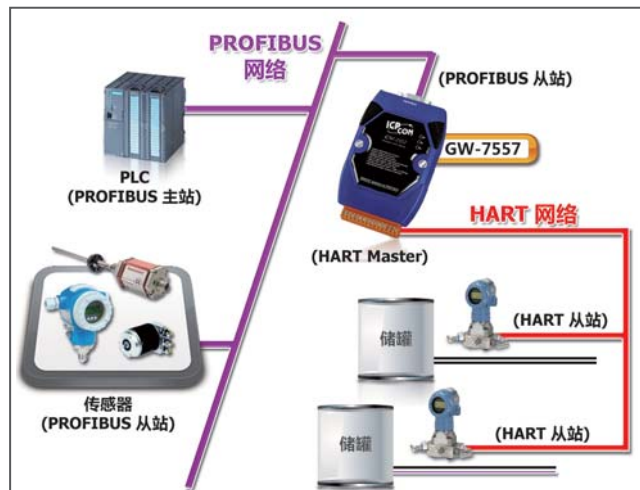 PROFIBUS
网络
(PROFIBUS 从站)
ICP
CON
GW-7557
PLC
(PROFIBUS 主站)
HART 网络
(HART Master)
(HART 从站)
储罐
传感器
(PROFIBUS 从站)
(HART 从站)
储罐